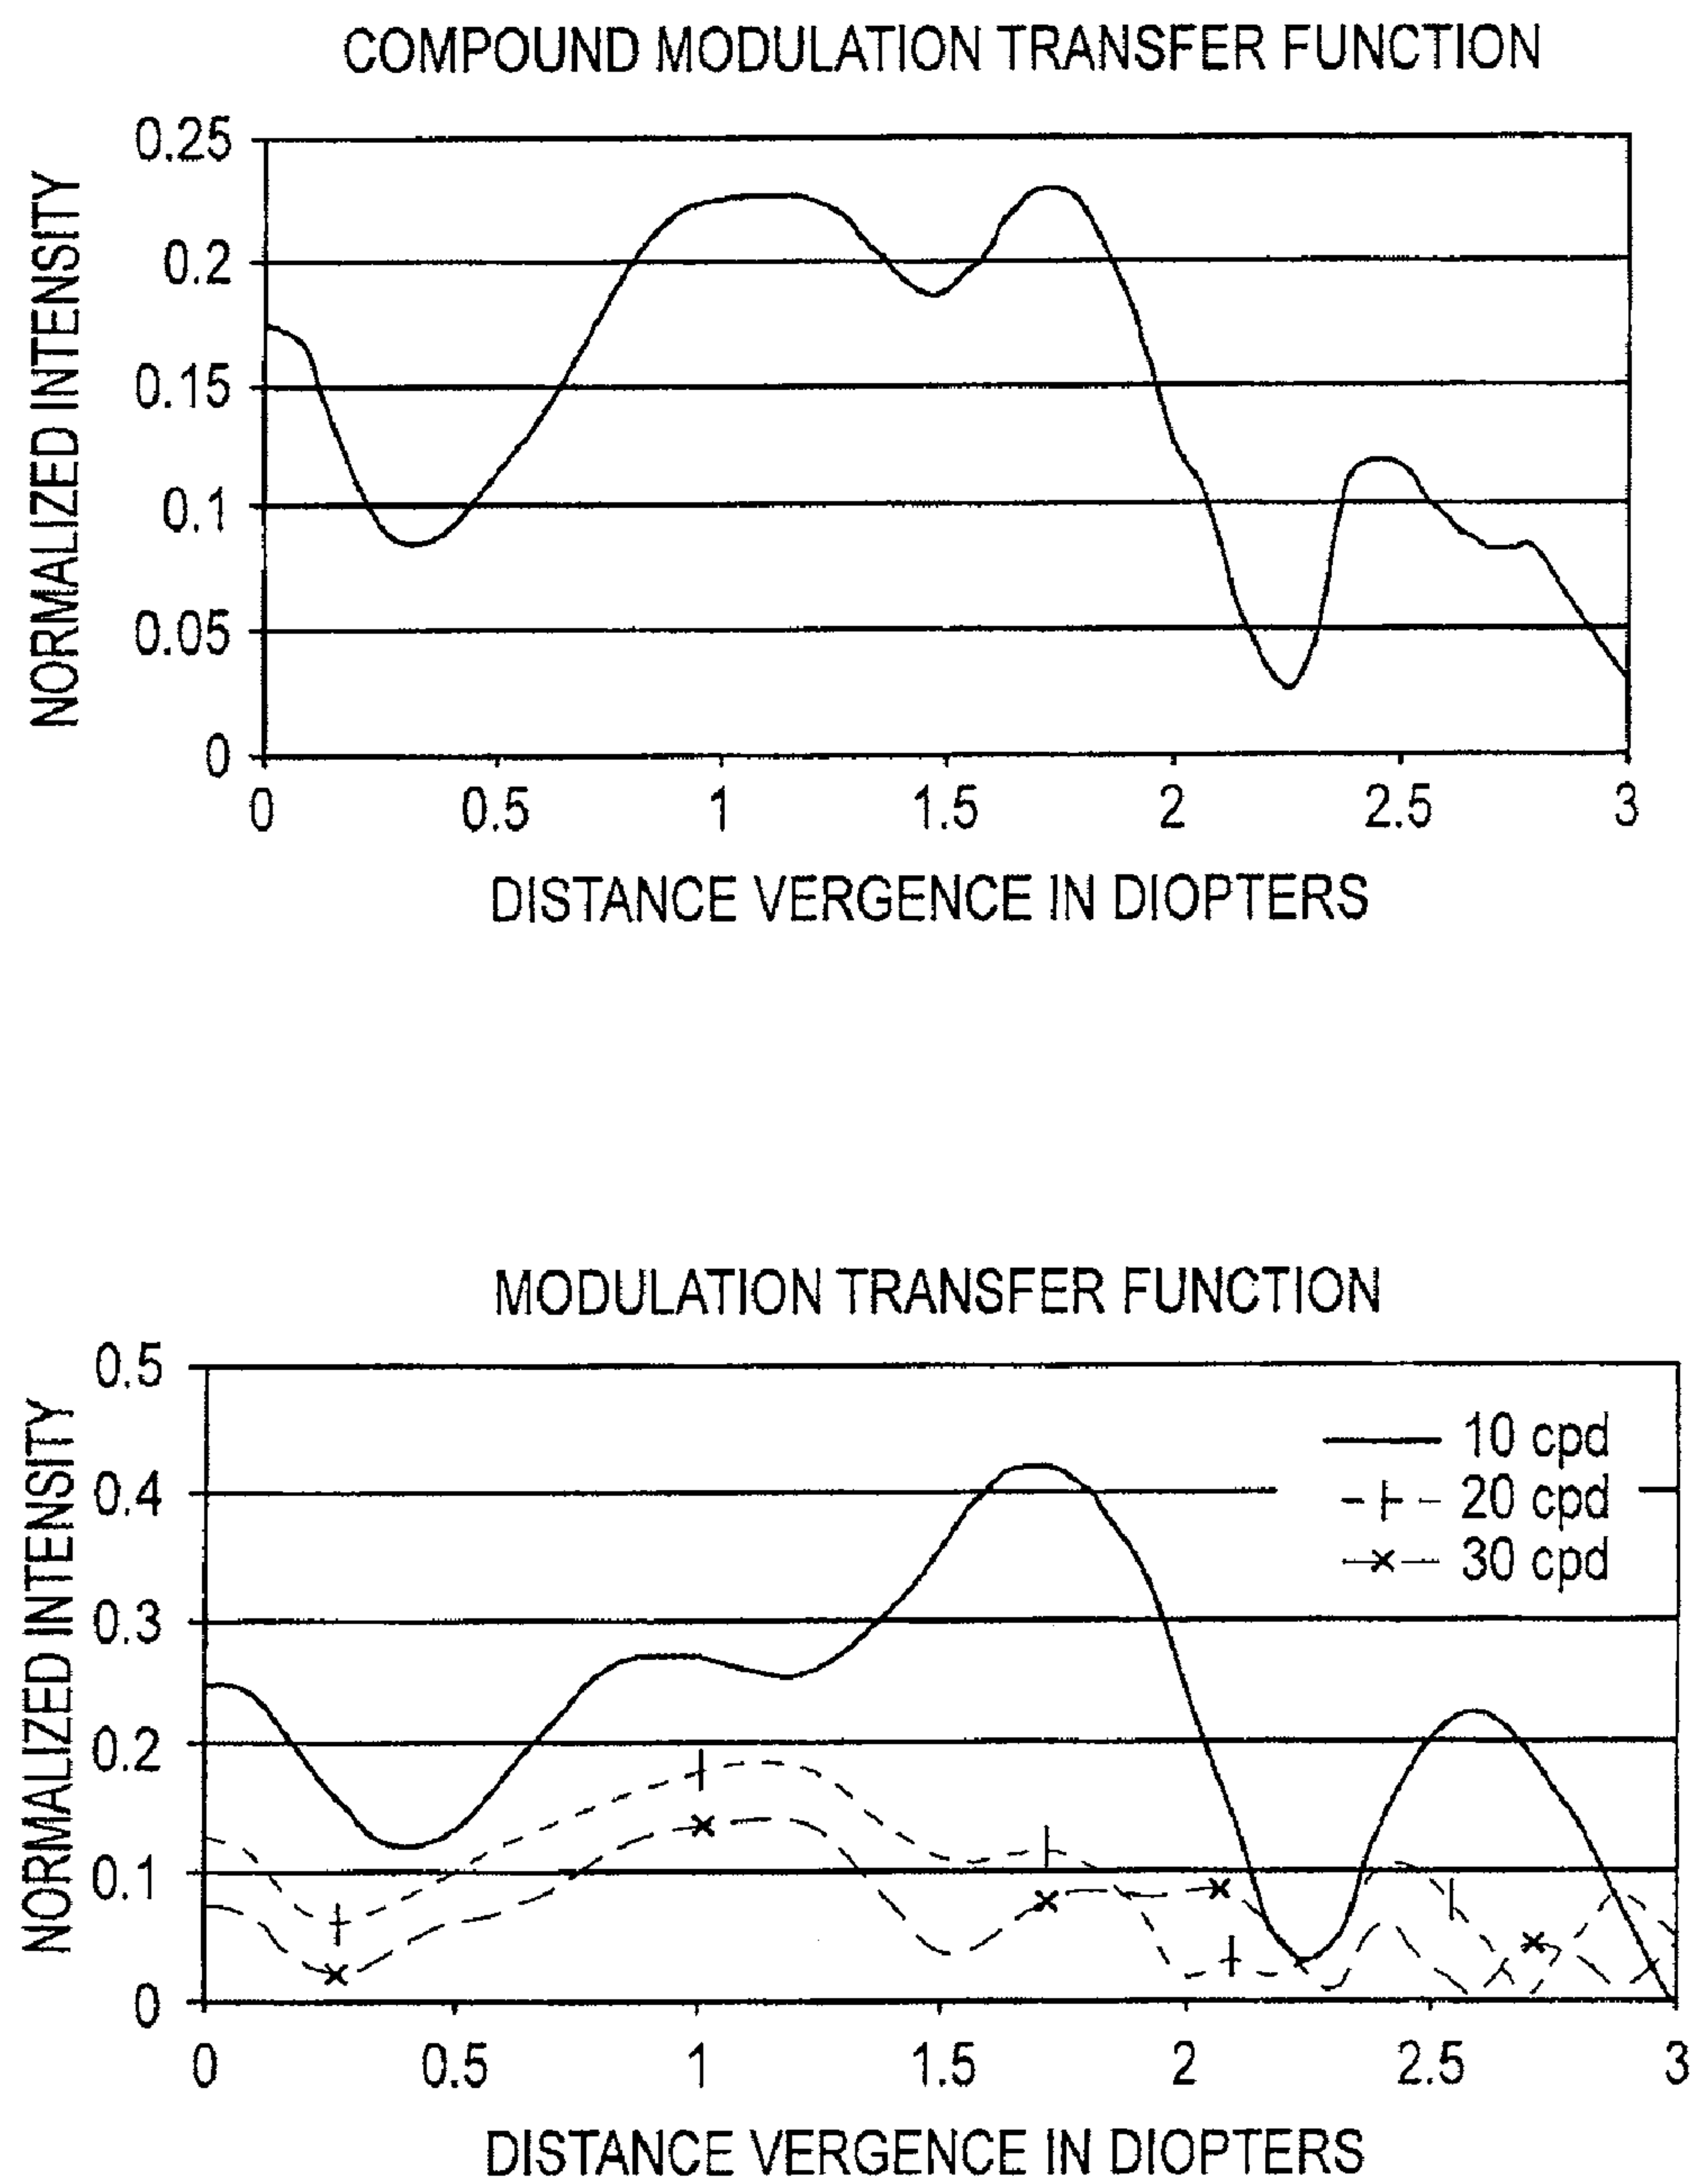 COMPOUND MODULATION TRANSFER FUNCTION
NORMALIZED INTENSITY
0.25
0.2
0.15
0.1
0.05
0
0 0.5 1 1.5 2 2.5 3
DISTANCE VERGENCE IN DIOPTERS
MODULATION TRANSFER FUNCTION
NORMALIZED INTENSITY
0.5
0.4
0.3
0.2
0.1
0
10 cpd
20 cpd
30 cpd
0 0.5 1 1.5 2 2.5 3
DISTANCE VERGENCE IN DIOPTERS